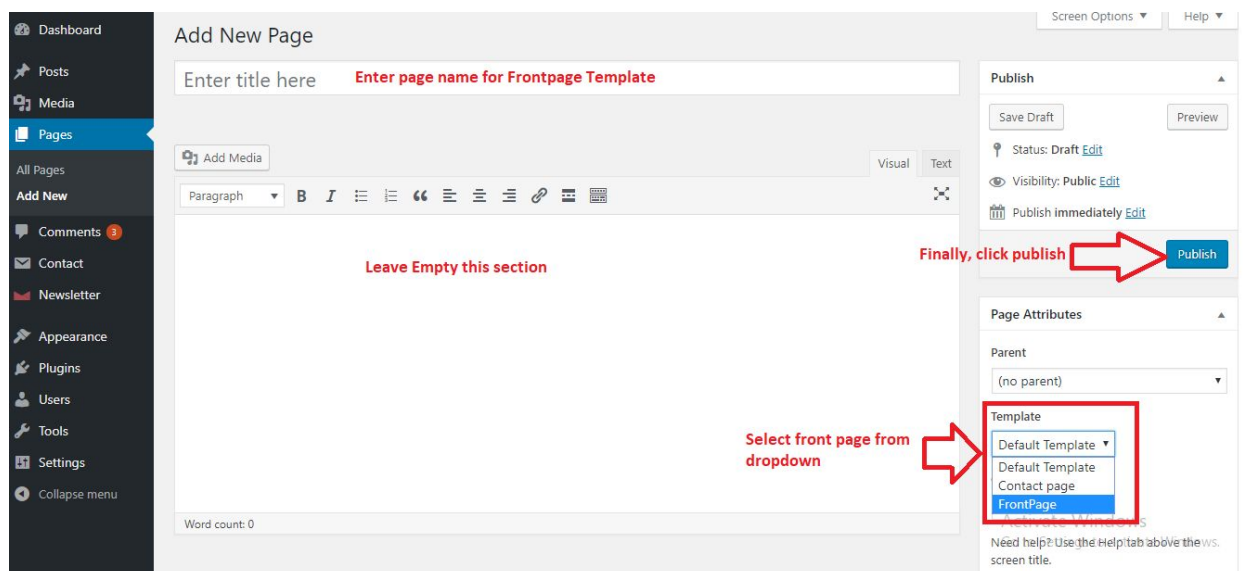 Screen Options ▼ Help ▼
Dashboard
Posts
Media
Pages
All Pages
Add New
Comments 3
Contact
Newsletter
Appearance
Plugins
Users
Tools
Settings
Collapse menu
Add New Page
Enter title here Enter page name for Frontpage Template
Add Media
Visual Text
Paragraph ▼ B I
Leave Empty this section
Word count: 0
Publish
Save Draft Preview
Status: Draft Edit
Visibility: Public Edit
Publish immediately Edit
Finally, click publish
Publish
Page Attributes
Parent
(no parent)
Template
Select front page from
dropdown
Default Template
Default Template
Contact page
FrontPage
Activate Windows
Need help? Use the Help tab above the
screen title.